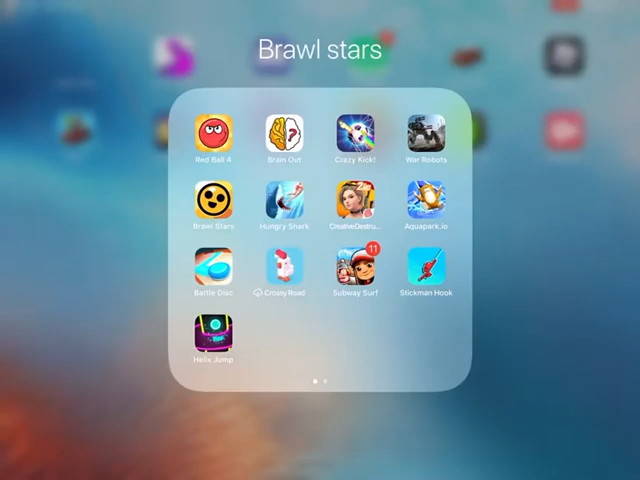 Brawl stars
Red Ball 4
Brain Out
Crazy Kick!
War Robots
Brawl Stars
Hungry Shark
CreativeDestru...
Aquapark.io
Battle Disc
Crossy Road
11
Subway Surf
Stickman Hook
Helix Jump